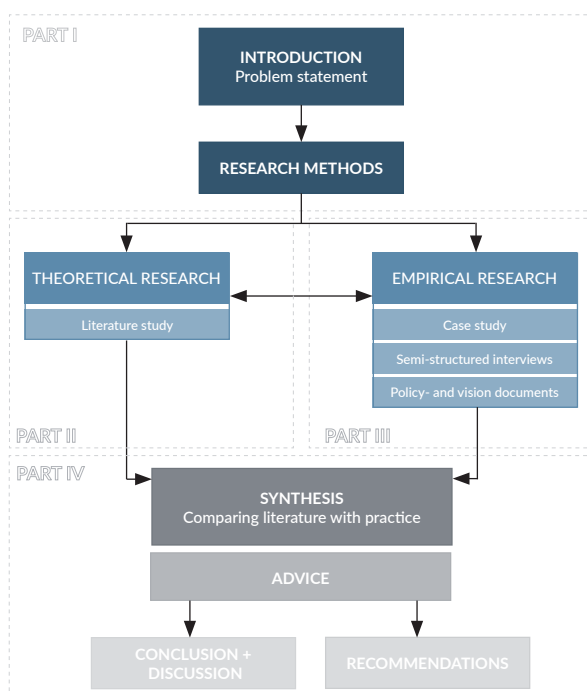 PART I
INTRODUCTION
Problem statement
RESEARCH METHODS
THEORETICAL RESEARCH
Literature study
PART II
EMPIRICAL RESEARCH
Case study
Semi-structured interviews
Policy- and vision documents
PART III
PART IV
SYNTHESIS
Comparing literature with practice
ADVICE
CONCLUSION +
DISCUSSION
RECOMMENDATIONS